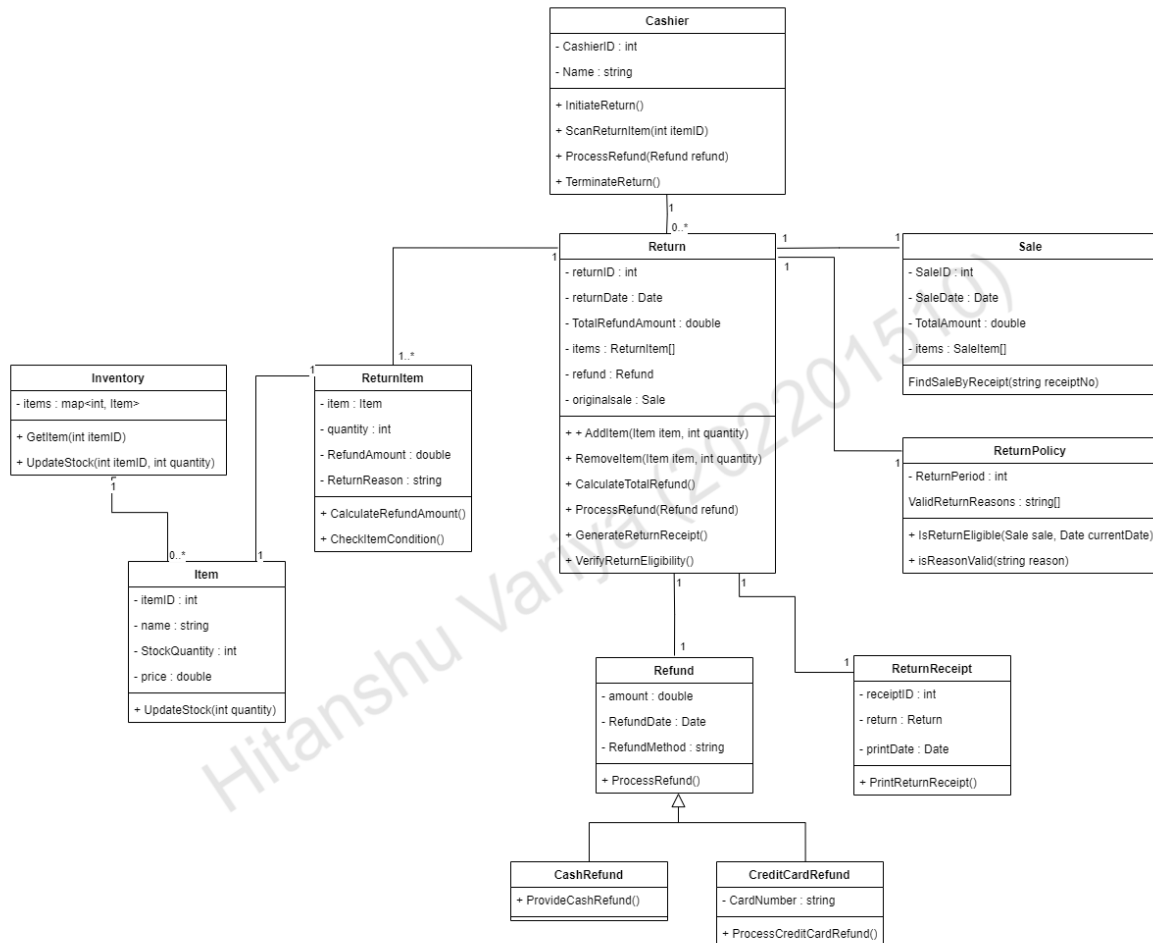 Cashier
- CashierID : int
- Name : string
+ InitiateReturn()
+ ScanReturnItem(int itemID)
+ ProcessRefund(Refund refund)
+ TerminateReturn()
1
0..*
Return
- returnID : int
- returnDate : Date
- TotalRefundAmount : double
- items : ReturnItem[]
- refund : Refund
- originalsale : Sale
+ + AddItem(Item item, int quantity)
+ RemoveItem(Item item, int quantity)
+ CalculateTotalRefund()
+ ProcessRefund(Refund refund)
+ GenerateReturnReceipt()
+ VerifyReturnEligibility()
1
1
1
1
1
1
1
Sale
- SaleID : int
- SaleDate : Date
- TotalAmount : double
- items : SaleItem[]
FindSaleByReceipt(string receiptNo)
1
ReturnPolicy
- ReturnPeriod : int
ValidReturnReasons : string[]
+ IsReturnEligible(Sale sale, Date currentDate)
+ isReasonValid(string reason)
1..*
1
ReturnItem
- item : Item
- quantity : int
- RefundAmount : double
- ReturnReason : string
+ CalculateRefundAmount()
+ CheckItemCondition()
Inventory
- items : map<int, Item>
+ GetItem(int itemID)
+ UpdateStock(int itemID, int quantity)
1
0..*
1
Item
- itemID : int
- name : string
- StockQuantity : int
- price : double
+ UpdateStock(int quantity)
1
Refund
- amount : double
- RefundDate : Date
- RefundMethod : string
+ ProcessRefund()
ReturnReceipt
- receiptID : int
- return : Return
- printDate : Date
+ PrintReturnReceipt()
CashRefund
+ ProvideCashRefund()
CreditCardRefund
- CardNumber : string
+ ProcessCreditCardRefund()
Hitanshu Variya (202201510)